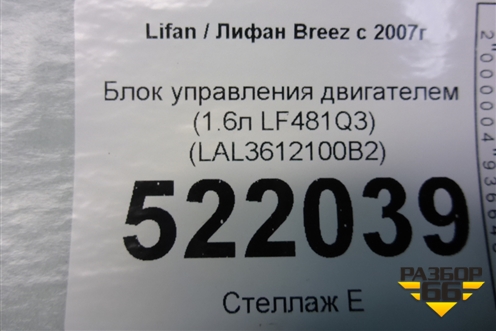 Lifan / Лифан Breez с 2007г
Блок управления двигателем
(1.6л LF481Q3)
(LAL3612100B2)
522039
Стеллаж Е
РАЗБОР
66